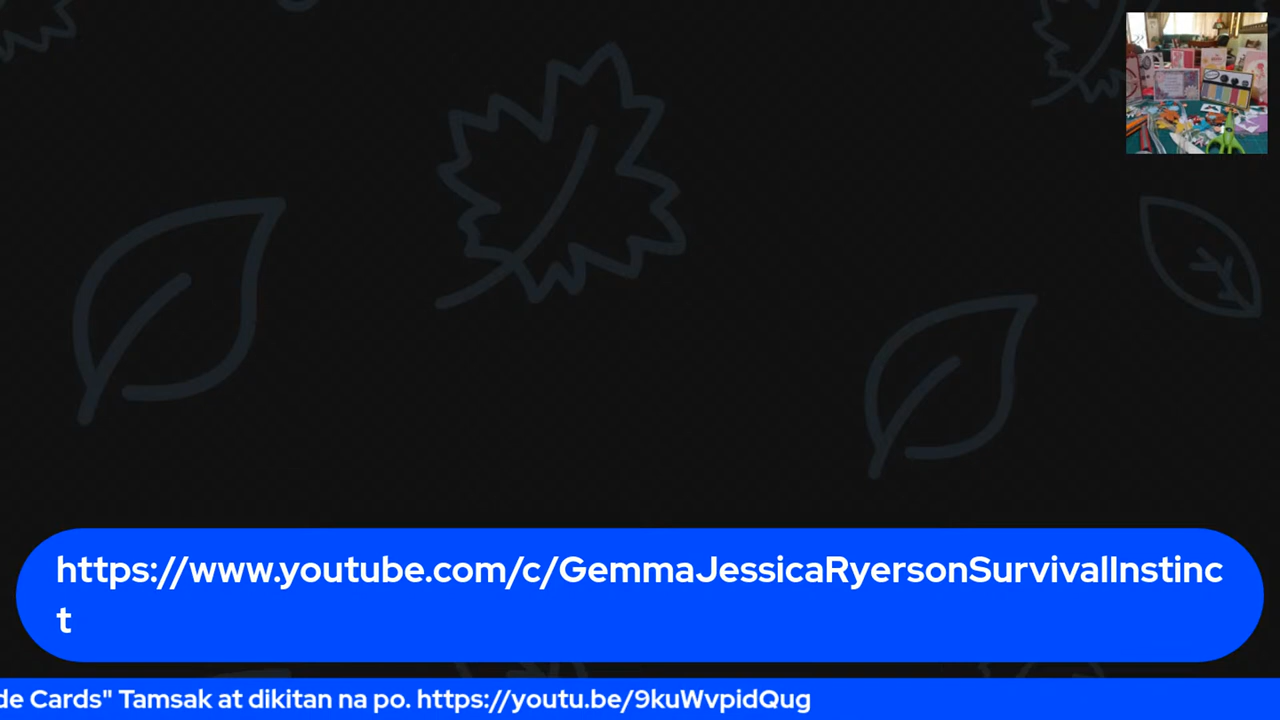 https://www.youtube.com/c/GemmaJessicaRyersonSurvivalInstinc
t
de Cards" Tamsak at dikitan na po. https://youtu.be/9kuWvpidQug